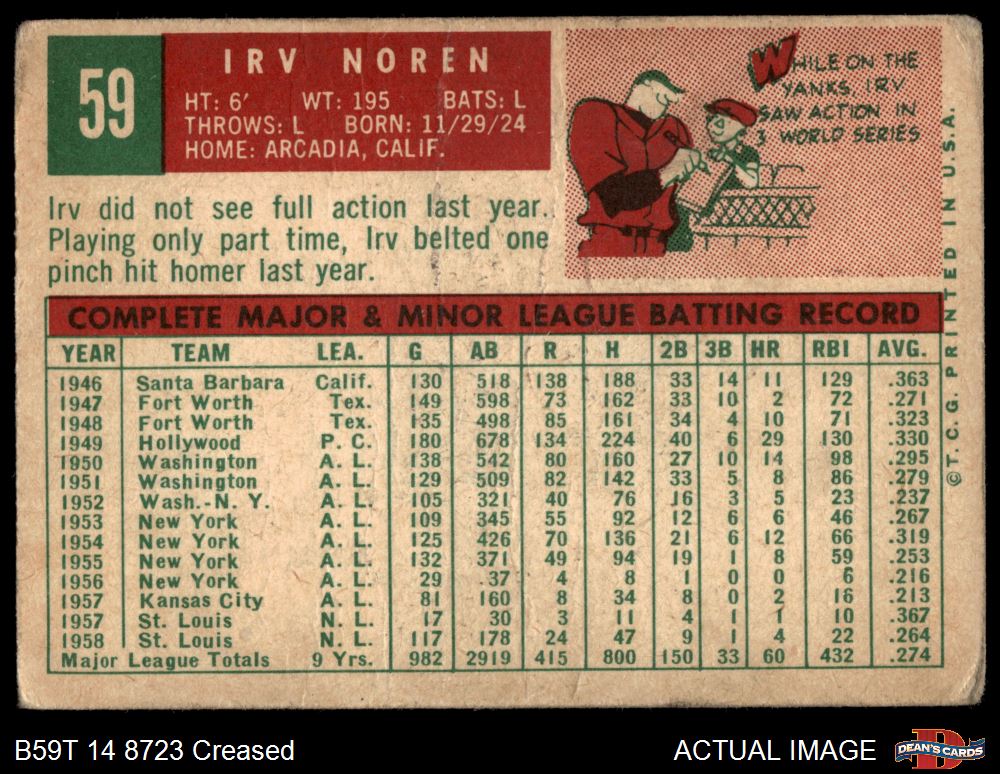 59
IRV NOREN
HT: 6' WT: 195 BATS: L
THROWS: L BORN: 11/29/24
HOME: ARCADIA, CALIF.
WHILE ON THE
YANKS, IRV
SAW ACTION IN
3 WORLD SERIES
Irv did not see full action last year.
Playing only part time, Irv belted one
pinch hit homer last year.
COMPLETE MAJOR & MINOR LEAGUE BATTING RECORD
YEAR TEAM LEA. G AB R H 2B 3B HR RBI AVG.
1946 Santa Barbara Calif. 130 518 138 188 33 14 11 129 .363
1947 Fort Worth Tex. 149 598 73 162 33 10 2 72 .271
1948 Fort Worth Tex. 135 498 85 161 34 4 10 71 .323
1949 Hollywood P. C. 180 678 134 224 40 6 29 130 .330
1950 Washington A. L. 138 542 80 160 27 10 14 98 .295
1951 Washington A. L. 129 509 82 142 33 5 8 86 .279
1952 Wash.-N. Y. A. L. 105 321 40 76 16 3 5 23 .237
1953 New York A. L. 109 345 55 92 12 6 6 46 .267
1954 New York A. L. 125 426 70 136 21 6 12 66 .319
1955 New York A. L. 132 371 49 94 19 1 8 59 .253
1956 New York A. L. 29 37 4 8 1 0 0 6 .216
1957 Kansas City A. L. 81 160 8 34 8 0 2 16 .213
1957 St. Louis N. L. 17 30 3 11 4 1 1 10 .367
1958 St. Louis N. L. 117 178 24 47 9 1 4 22 .264
Major League Totals 9 Yrs. 982 2919 415 800 150 33 60 432 .274
©T.C.G. PRINTED IN U.S.A.
B59T 14 8723 Creased
ACTUAL IMAGE
D
DEAN'S CARDS